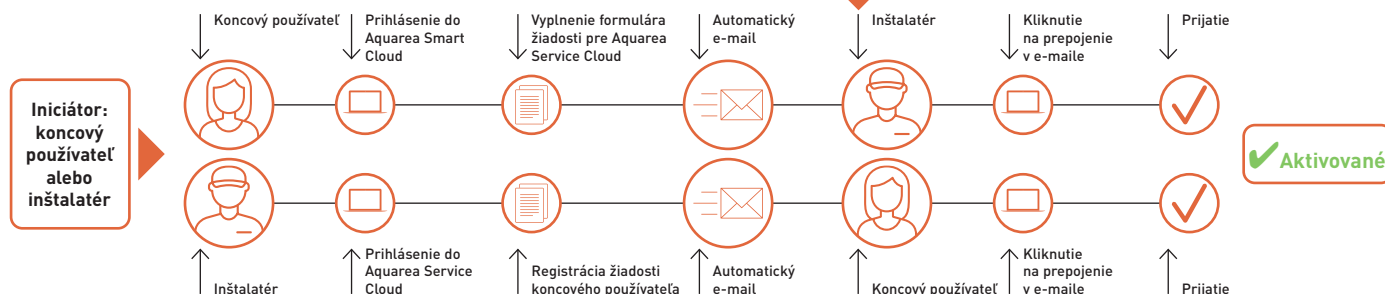 Koncový používateľ
Prihlásenie do
Aquarea Smart
Cloud
Vyplnenie formulára
žiadosti pre Aquarea
Service Cloud
Automatický
e-mail
Inštalatér
Kliknutie
na prepojenie
v e-maile
Prijatie
Iniciátor:
koncový
používateľ
alebo
inštalatér
Aktivované
Inštalatér
Prihlásenie do
Aquarea Service
Cloud
Registrácia žiadosti
koncového používateľa
Automatický
e-mail
Koncový používateľ
Kliknutie
na prepojenie
v e-maile
Prijatie